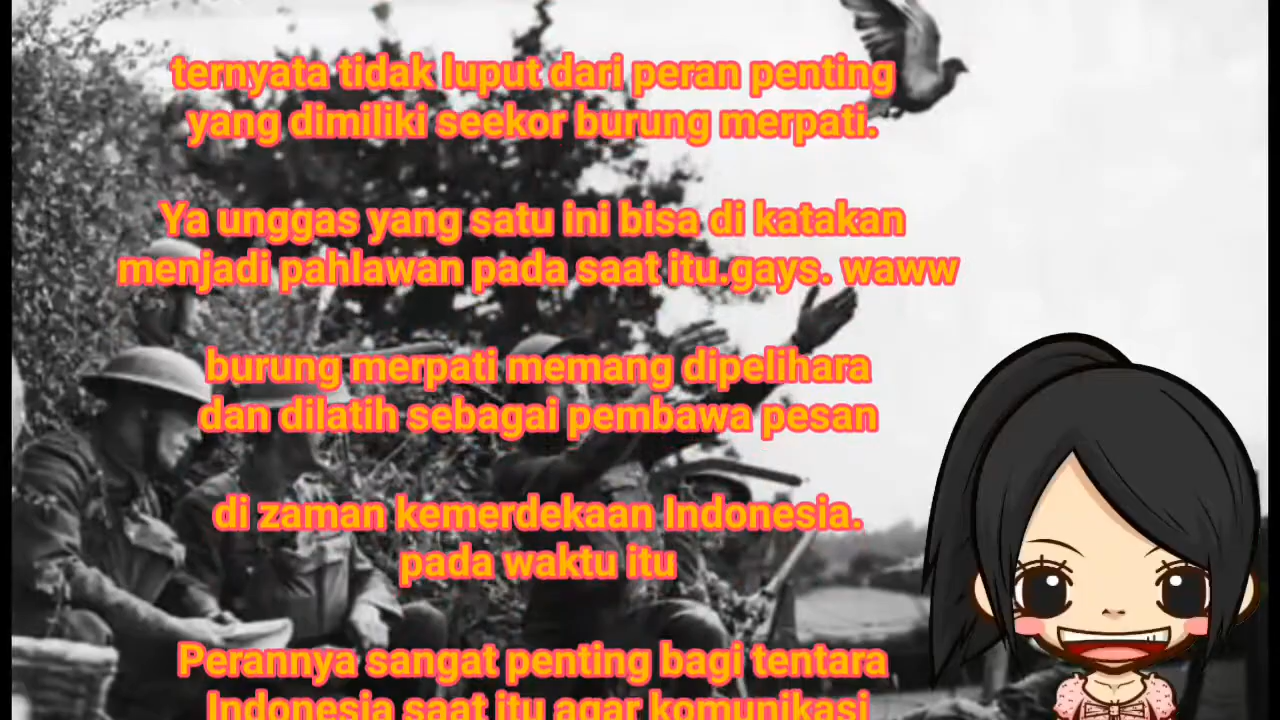 ternyata tidak luput dari peran penting
yang dimiliki seekor burung merpati.
Ya unggas yang satu ini bisa di katakan
menjadi pahlawan pada saat itu.gays. waww
burung merpati memang dipelihara
dan dilatih sebagai pembawa pesan
di zaman kemerdekaan Indonesia.
pada waktu itu
Perannya sangat penting bagi tentara
Indonesia saat itu agar komunikasi